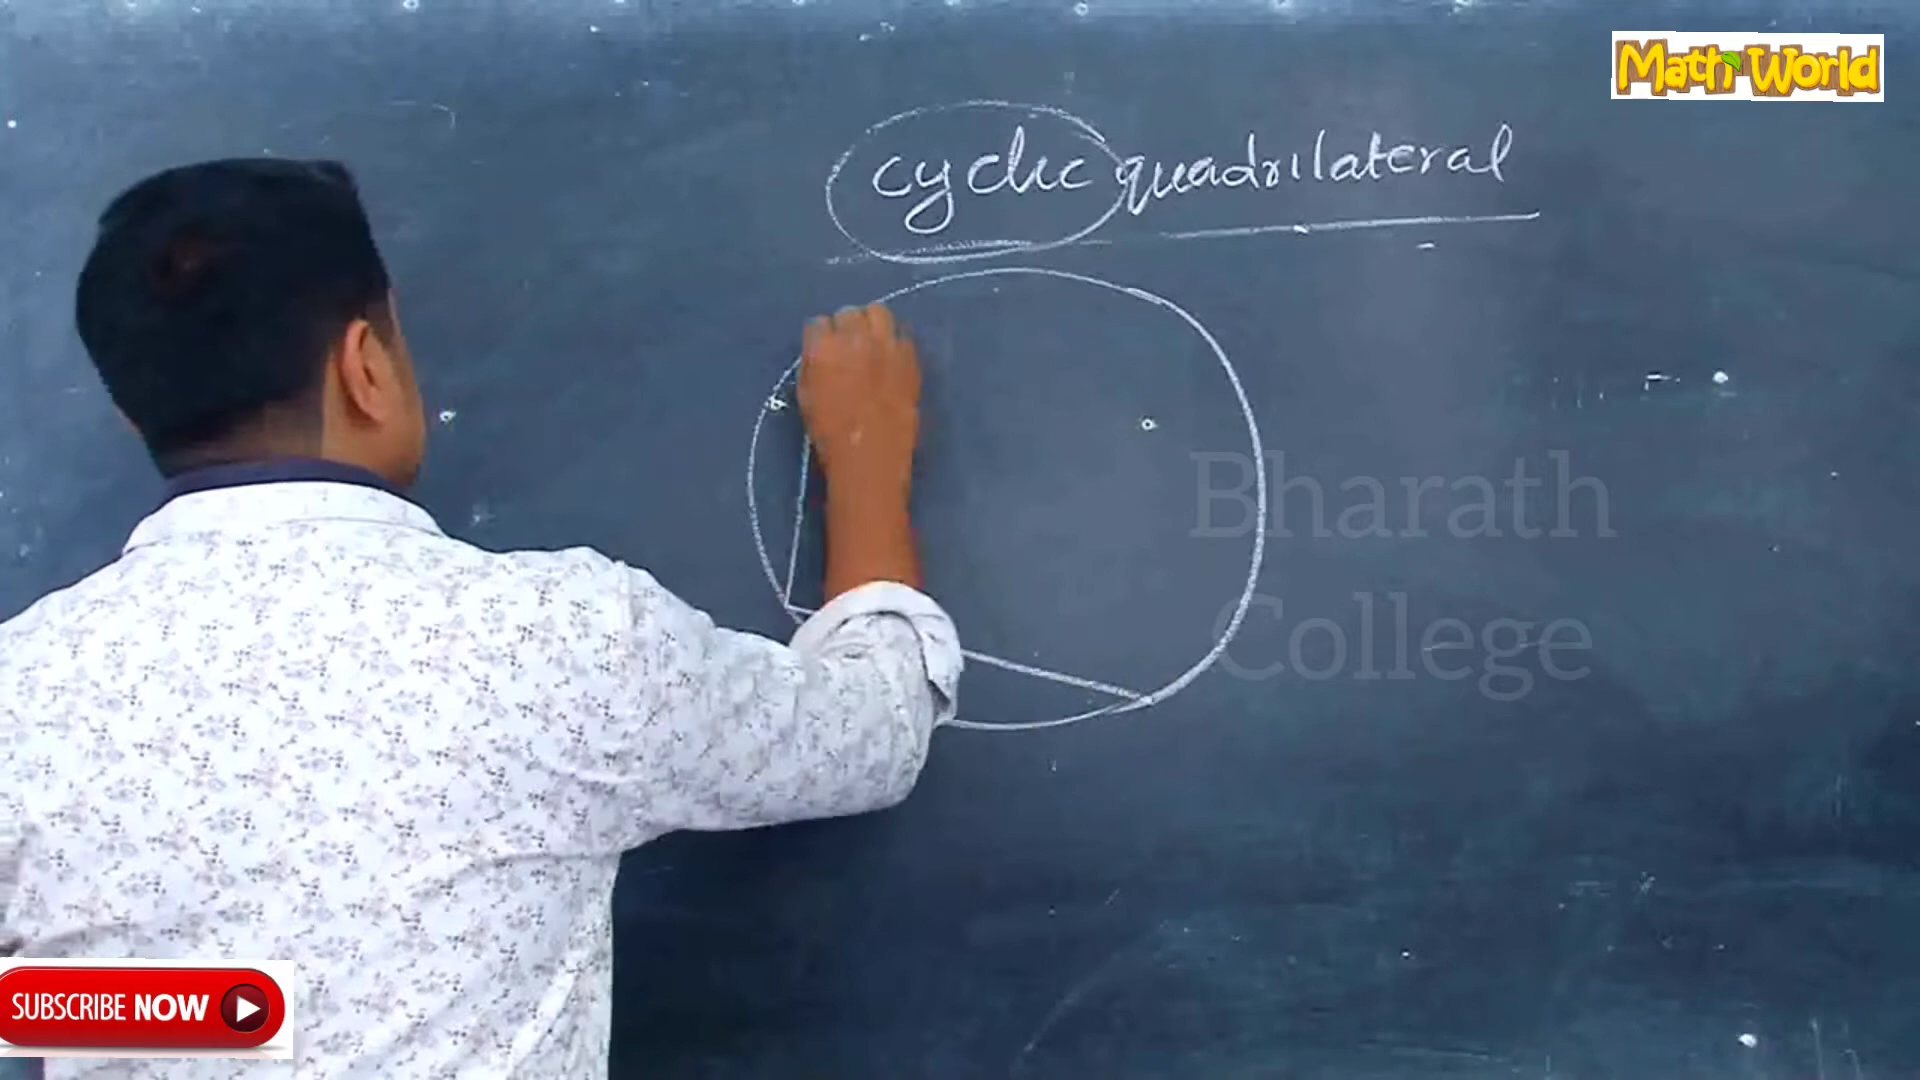 Math World
cyclic quadrilateral
Bharath
College
SUBSCRIBE NOW